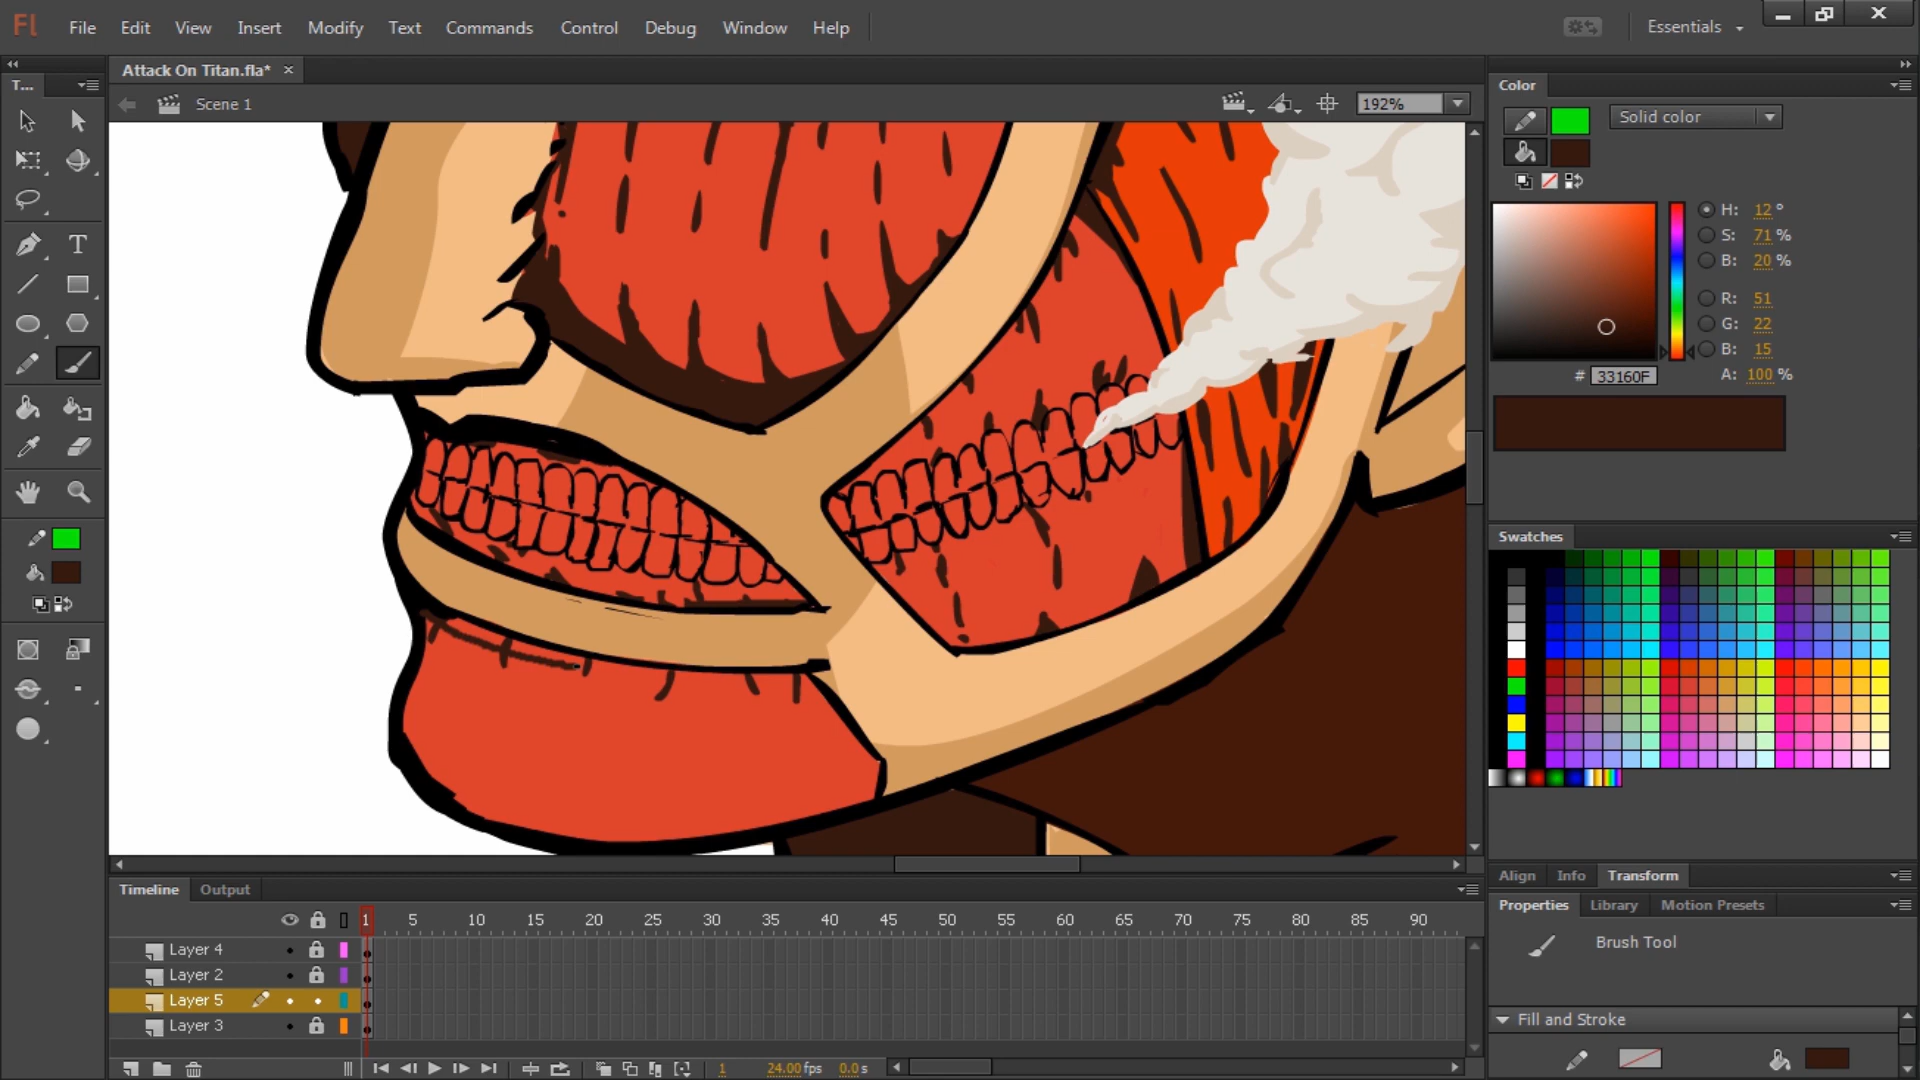 Fl File Edit View Insert Modify Text Commands Control Debug Window Help Essentials
Attack On Titan.fla*
T...
Scene 1
192%
Color
Solid color
H: 12 °
S: 71 %
B: 20 %
R: 51
G: 22
B: 15
# 33160F A: 100 %
Swatches
Timeline Output
1 5 10 15 20 25 30 35 40 45 50 55 60 65 70 75 80 85 90
Layer 4
Layer 2
Layer 5
Layer 3
1 24.00 fps 0.0 s
Align Info Transform
Properties Library Motion Presets
Brush Tool
Fill and Stroke